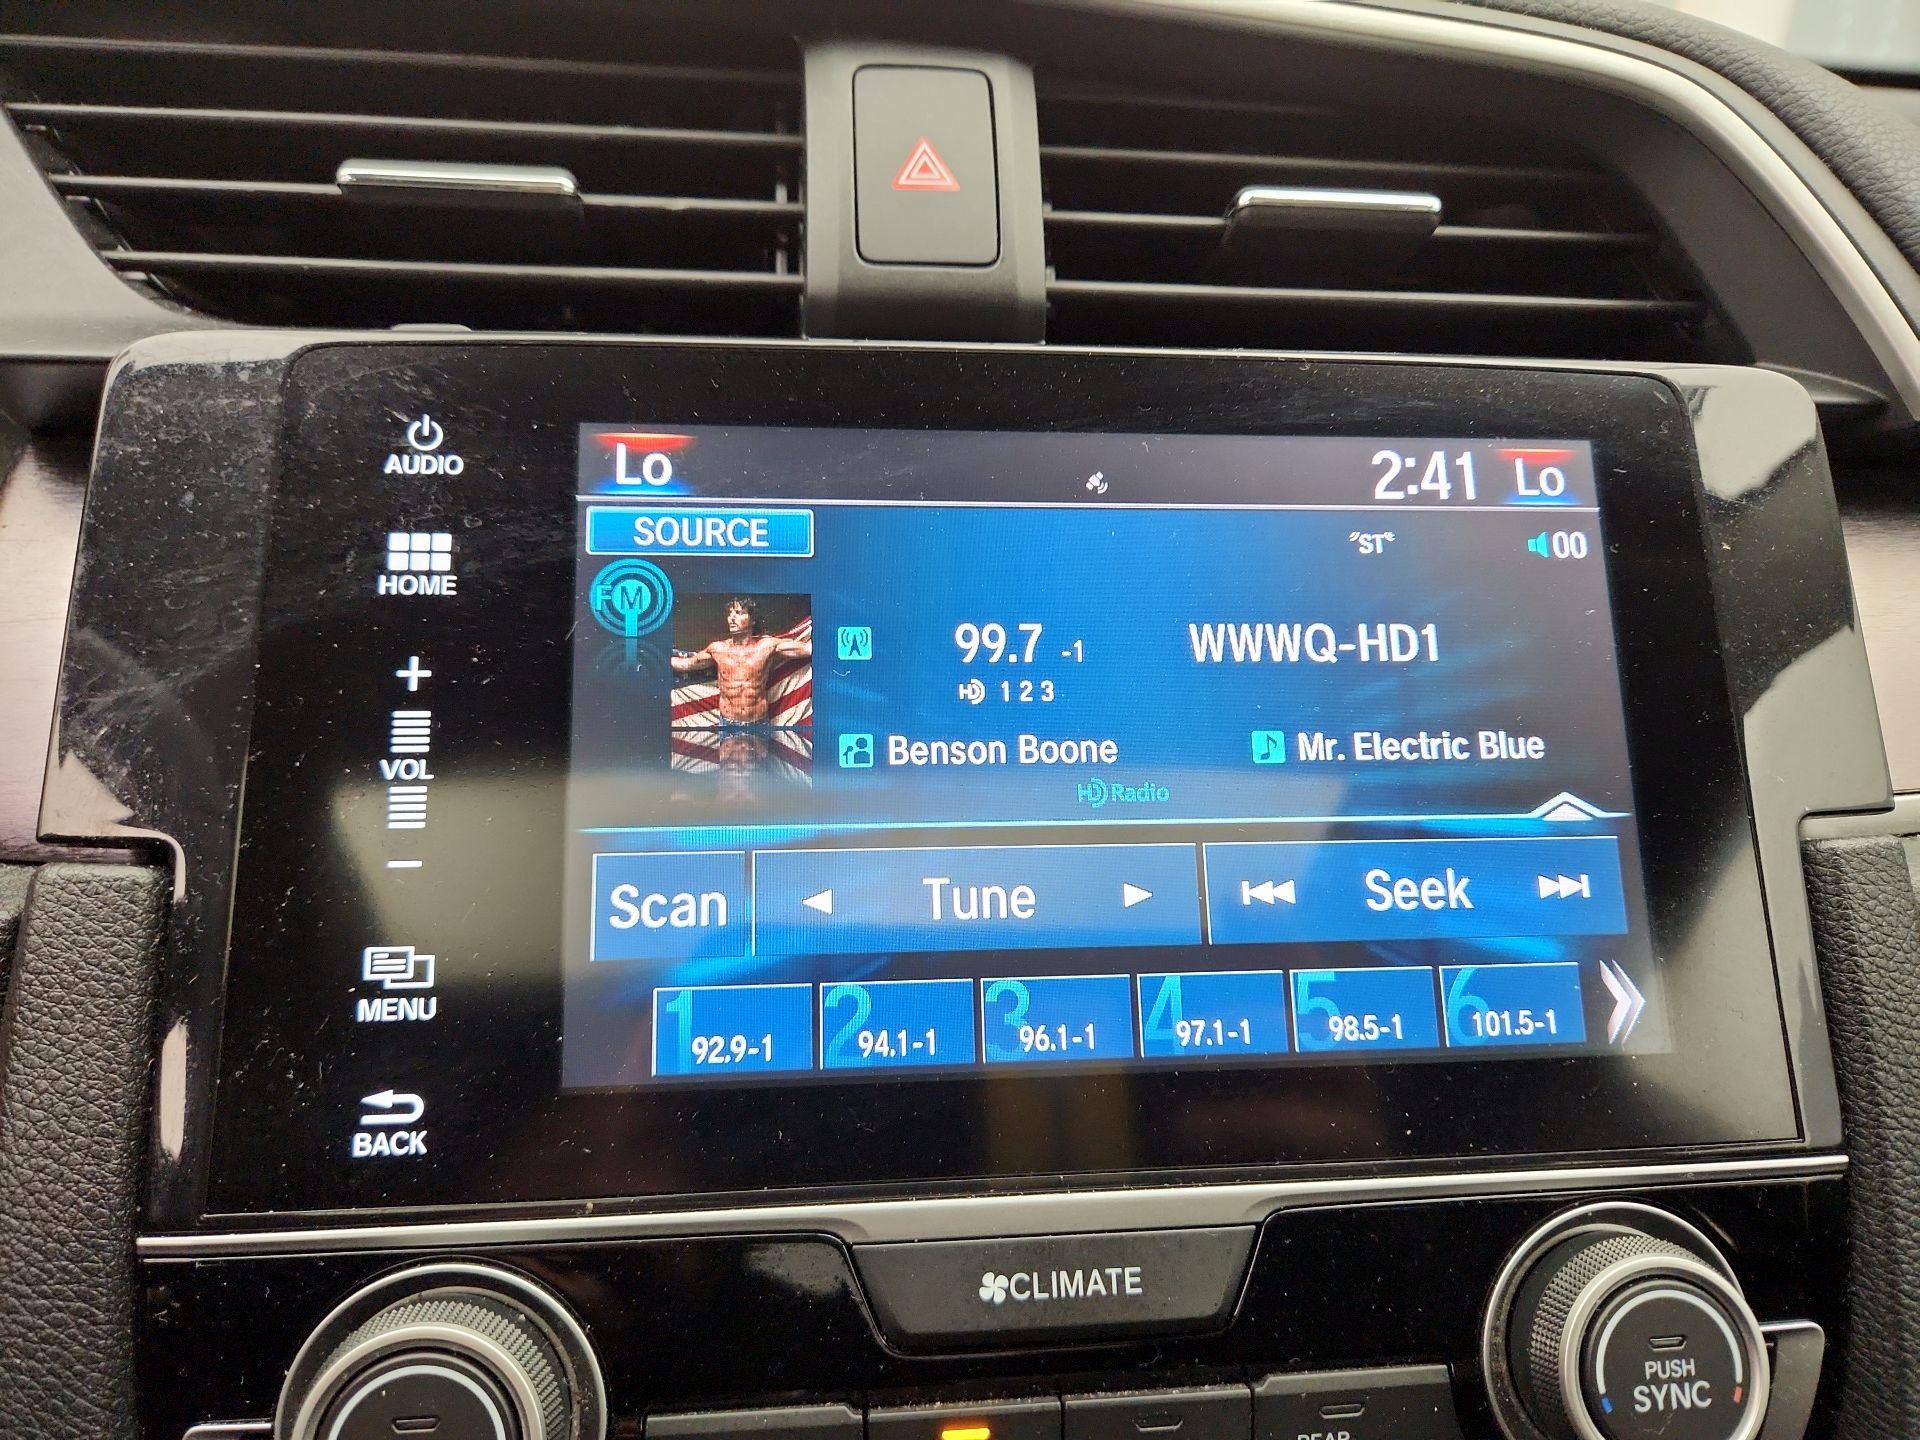 AUDIO
HOME
+
VOL
−
MENU
BACK
Lo
2:41 Lo
SOURCE
"ST"
00
FM
99.7 -1 WWWQ-HD1
HD 1 2 3
Benson Boone Mr. Electric Blue
HD Radio
Scan Tune Seek
1 92.9-1
2 94.1-1
3 96.1-1
4 97.1-1
5 98.5-1
6 101.5-1
CLIMATE
PUSH
SYNC
REAR